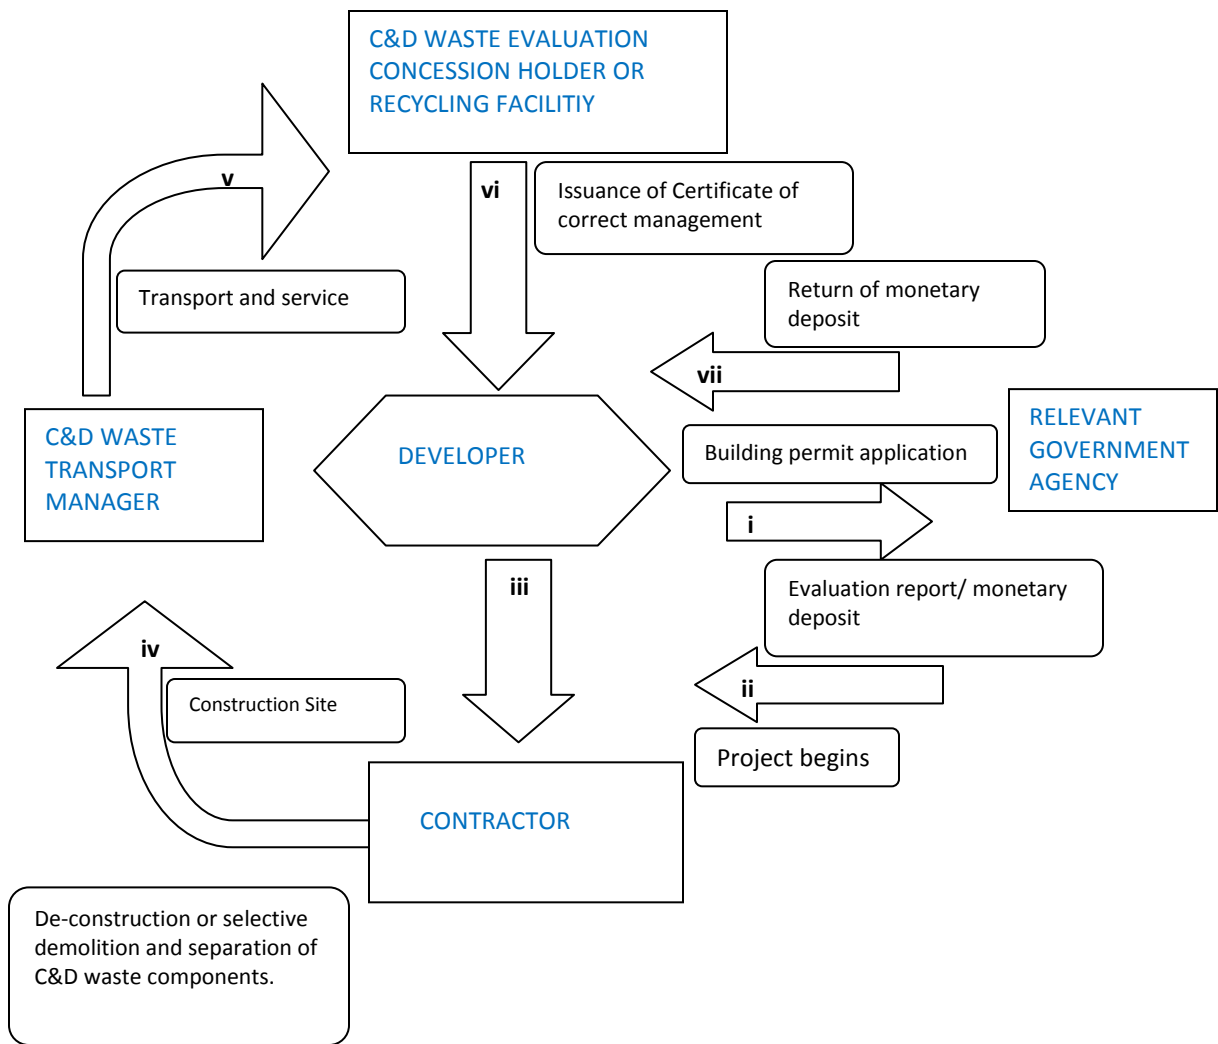 C&D WASTE EVALUATION
CONCESSION HOLDER OR
RECYCLING FACILITIY
v
vi
Issuance of Certificate of
correct management
Transport and service
Return of monetary
deposit
vii
C&D WASTE
TRANSPORT
MANAGER
DEVELOPER
Building permit application
RELEVANT
GOVERNMENT
AGENCY
i
iii
Evaluation report/ monetary
deposit
iv
ii
Construction Site
Project begins
CONTRACTOR
De-construction or selective
demolition and separation of
C&D waste components.